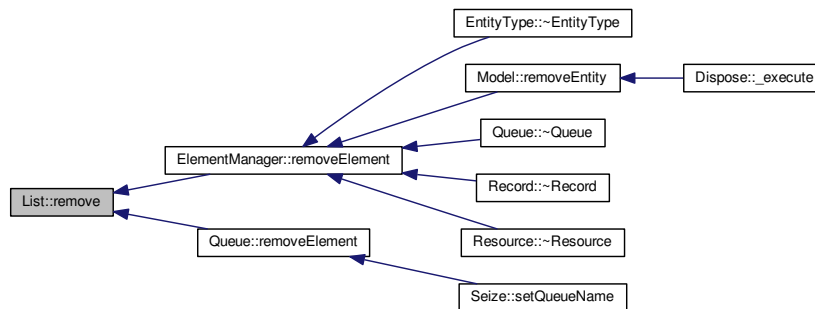 EntityType::~EntityType
Model::removeEntity
Dispose::_execute
Queue::~Queue
ElementManager::removeElement
Record::~Record
List::remove
Queue::removeElement
Resource::~Resource
Seize::setQueueName